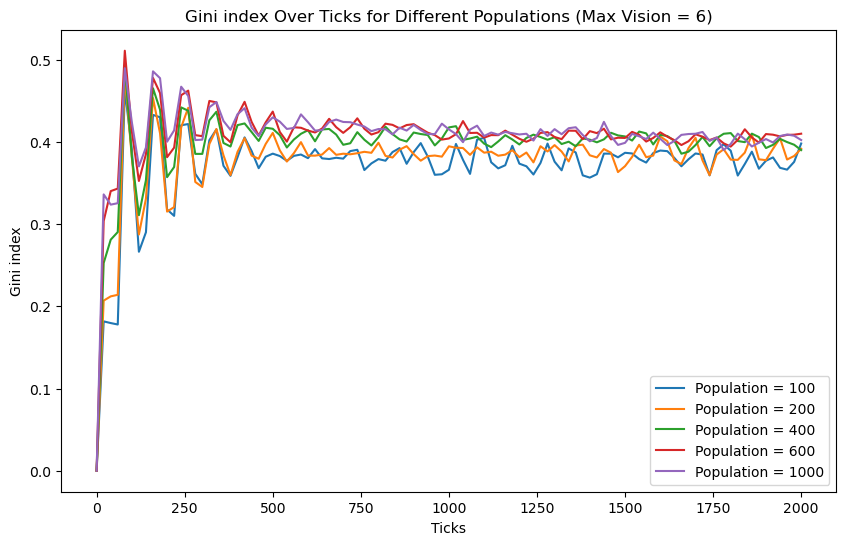 Gini index Over Ticks for Different Populations (Max Vision = 6)
Gini index
0.5
0.4
0.3
0.2
0.1
0.0
0 250 500 750 1000 1250 1500 1750 2000
Ticks
Population = 100
Population = 200
Population = 400
Population = 600
Population = 1000